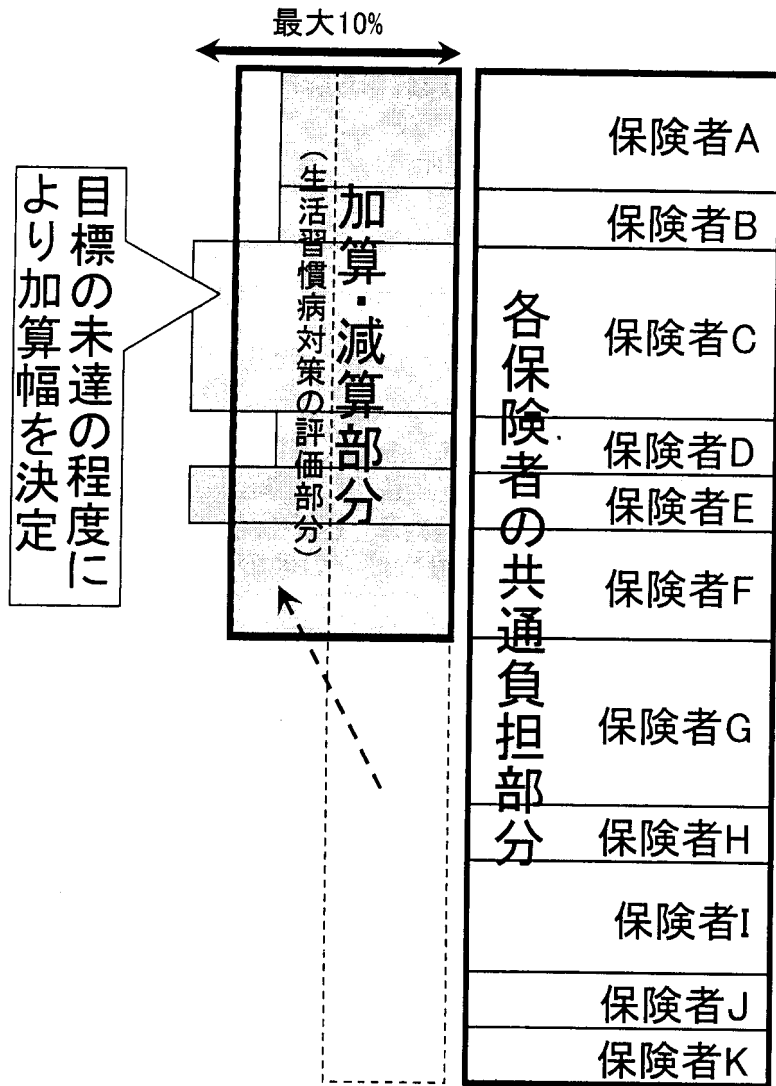 最大10%
目標の未達の程度に
より加算幅を決定
加算・減算部分
（生活習慣病対策の評価部分）
各保険者の共通負担部分
保険者A
保険者B
保険者C
保険者D
保険者E
保険者F
保険者G
保険者H
保険者I
保険者J
保険者K